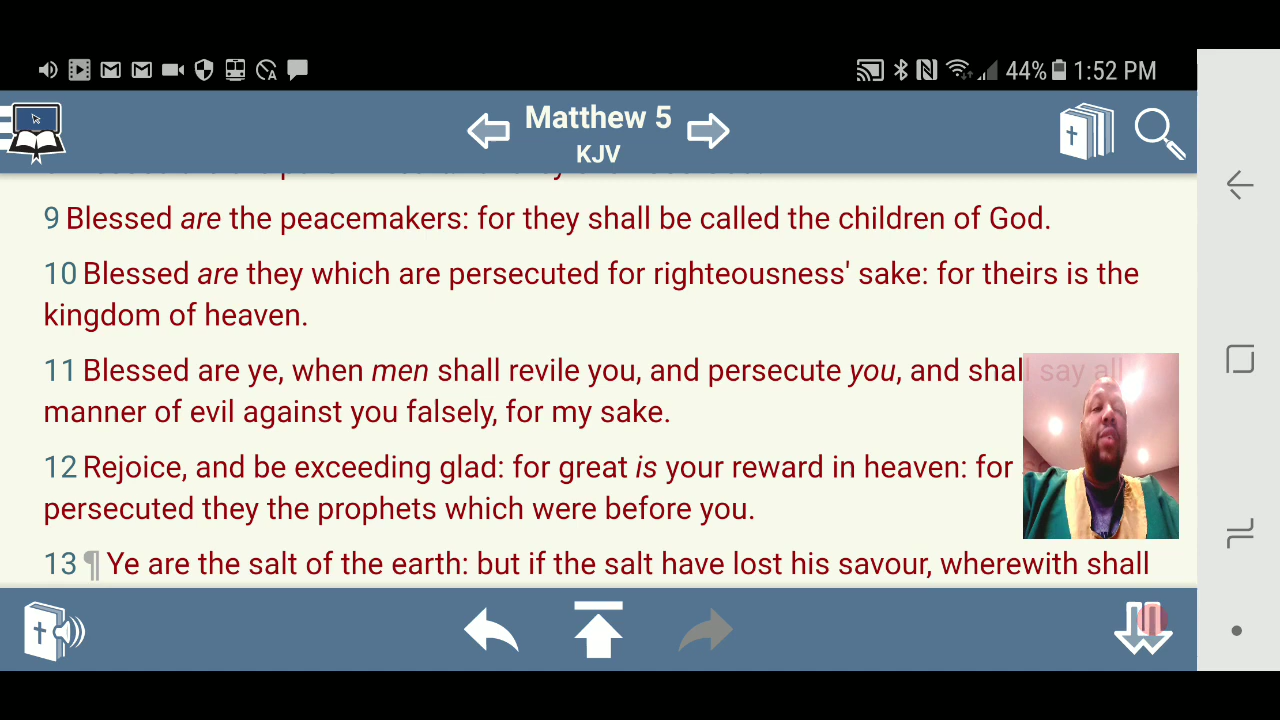 44% 1:52 PM
Matthew 5
KJV
9 Blessed are the peacemakers: for they shall be called the children of God.
10 Blessed are they which are persecuted for righteousness' sake: for theirs is the
kingdom of heaven.
11 Blessed are ye, when men shall revile you, and persecute you, and shall say all
manner of evil against you falsely, for my sake.
12 Rejoice, and be exceeding glad: for great is your reward in heaven: for
persecuted they the prophets which were before you.
13 ¶ Ye are the salt of the earth: but if the salt have lost his savour, wherewith shall